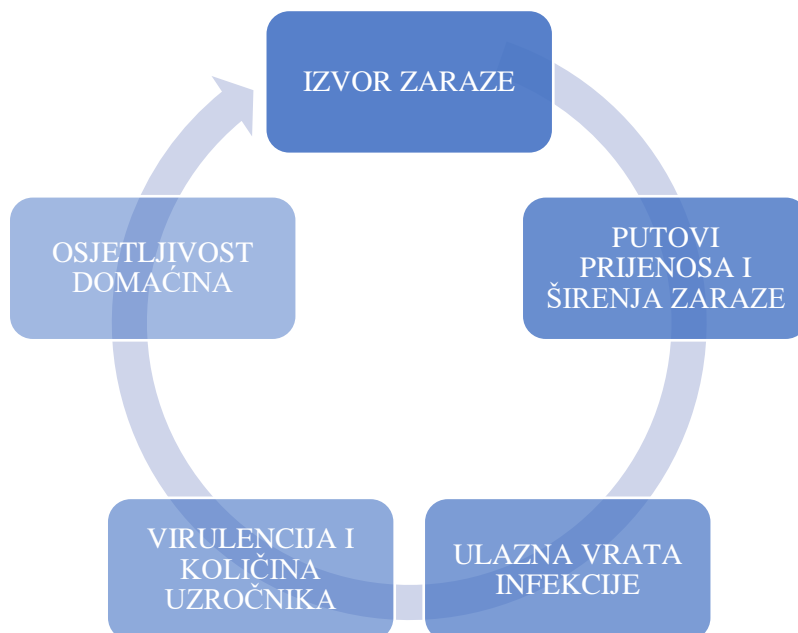 IZVOR ZARAZE
PUTOVI
PRIJENOSA I
ŠIRENJA ZARAZE
ULAZNA VRATA
INFEKCIJE
VIRULENCIJA I
KOLIČINA
UZROČNIKA
OSJETLJIVOST
DOMAĆINA